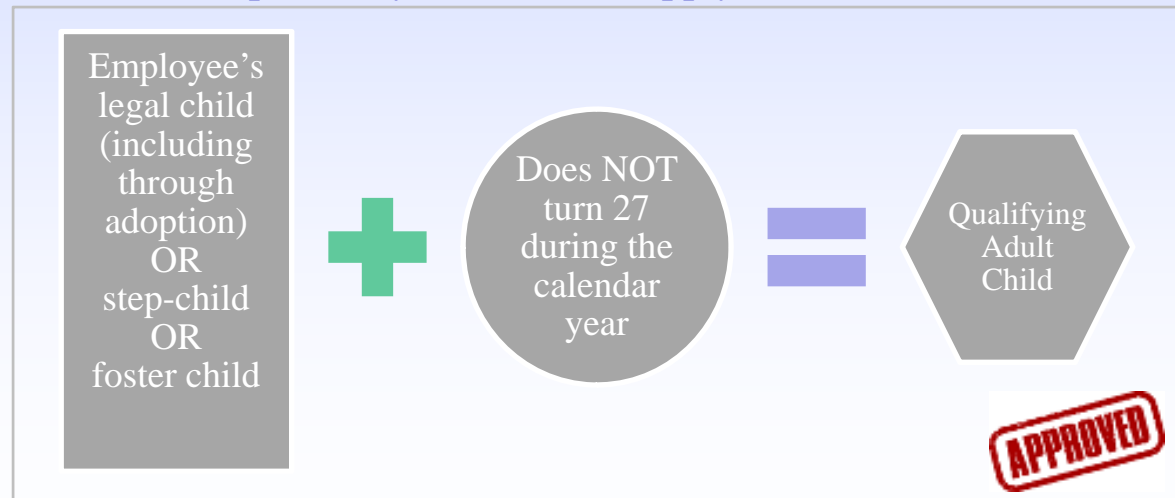 Employee's
legal child
(including
through
adoption)
OR
step-child
OR
foster child
Does NOT
turn 27
during the
calendar
year
Qualifying
Adult
Child
APPROVED